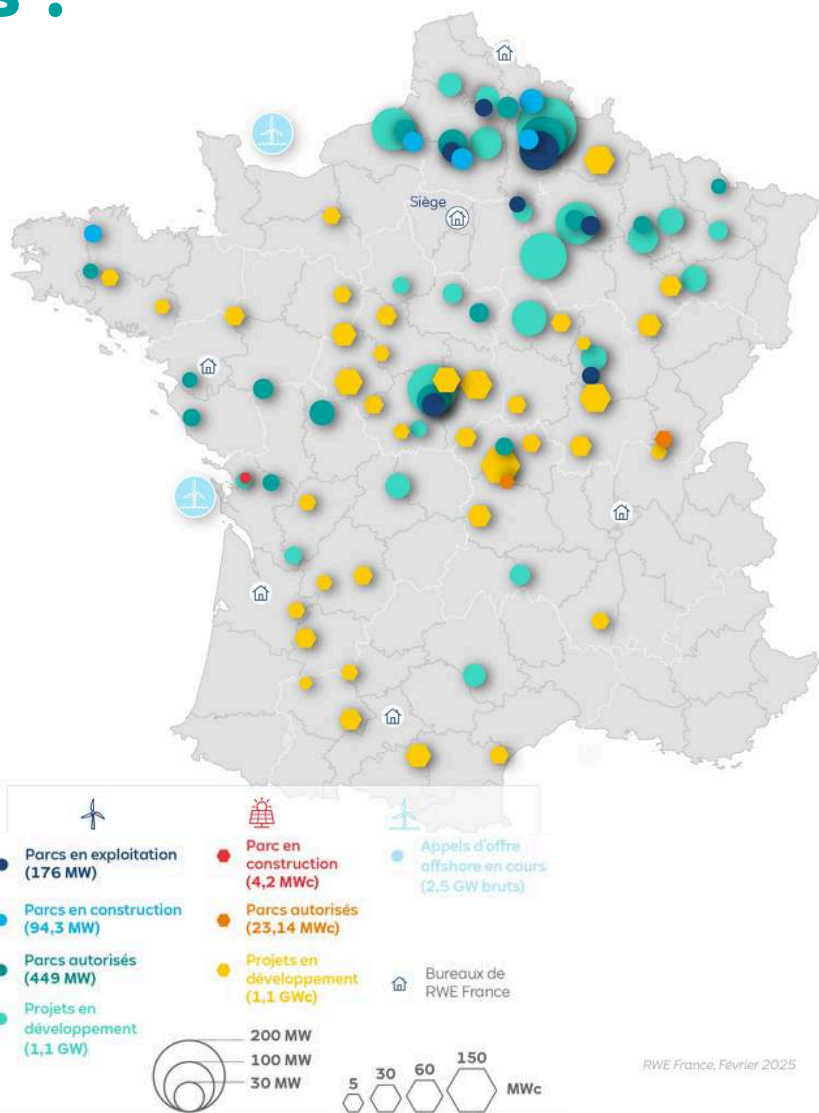 s :
Siège
Parcs en exploitation
(176 MW)
Parcs en construction
(94,3 MW)
Parcs autorisés
(449 MW)
Projets en
développement
(1,1 GW)
Parc en
construction
(4,2 MWc)
Parcs autorisés
(23,14 MWc)
Projets en
développement
(1,1 GWc)
Appels d'offre
offshore en cours
(2,5 GW bruts)
Bureaux de
RWE France
200 MW
100 MW
30 MW
5 30 60 150
MWc
RWE France, Février 2025